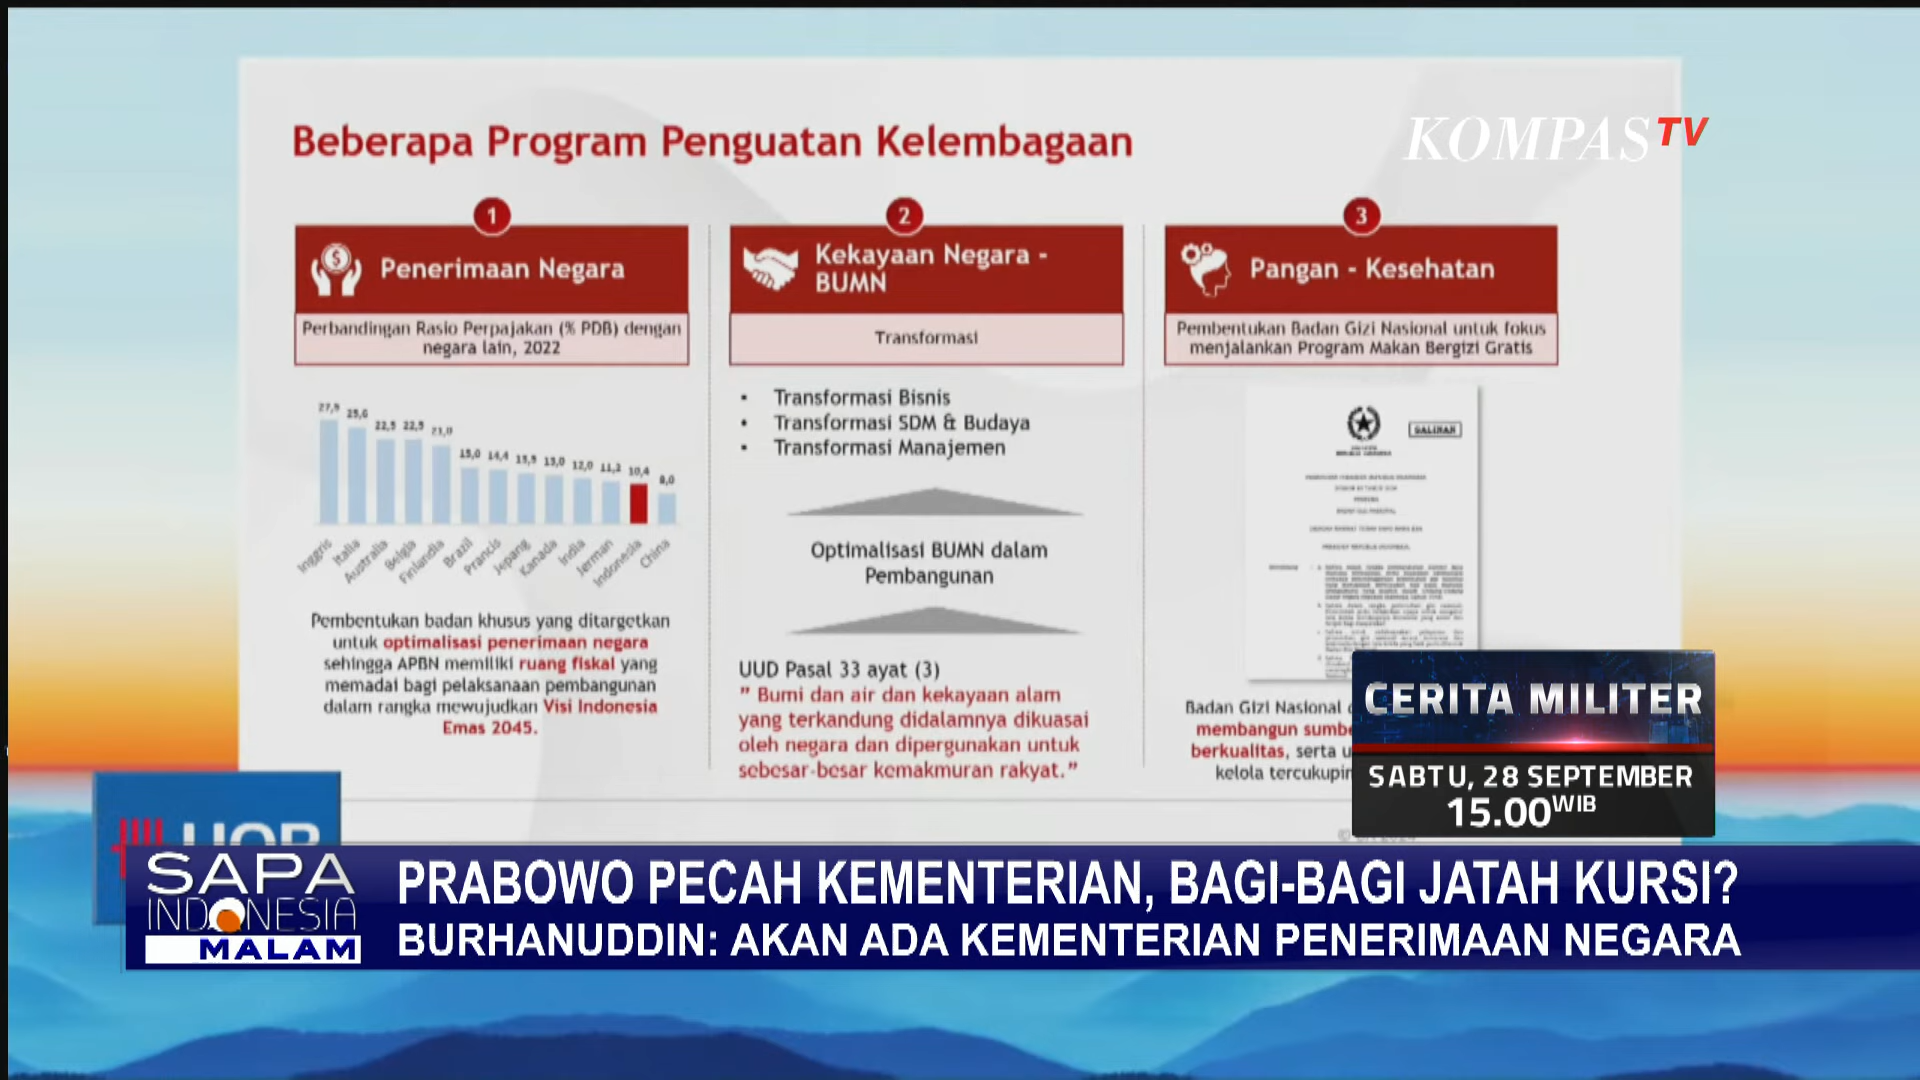 Beberapa Program Penguatan Kelembagaan
KOMPAS TV
1
Penerimaan Negara
Perbandingan Rasio Perpajakan (% PDB) dengan
negara lain, 2022
27,9 25,6 22,5 22,5 21,0 15,0 14,4 13,9 13,0 12,0 11,2 10,4 8,0
Inggris Italia Australia Belgia Finlandia Brazil Prancis Jepang Kanada India Jerman Indonesia China
Pembentukan badan khusus yang ditargetkan
untuk optimalisasi penerimaan negara
sehingga APBN memiliki ruang fiskal yang
memadai bagi pelaksanaan pembangunan
dalam rangka mewujudkan Visi Indonesia
Emas 2045.
2
Kekayaan Negara -
BUMN
Transformasi
• Transformasi Bisnis
• Transformasi SDM & Budaya
• Transformasi Manajemen
Optimalisasi BUMN dalam
Pembangunan
UUD Pasal 33 ayat (3)
” Bumi dan air dan kekayaan alam
yang terkandung didalamnya dikuasai
oleh negara dan dipergunakan untuk
sebesar-besar kemakmuran rakyat.”
3
Pangan - Kesehatan
Pembentukan Badan Gizi Nasional untuk fokus
menjalankan Program Makan Bergizi Gratis
SALINAN
Badan Gizi Nasional
membangun
berkualitas, serta
kelola
CERITA MILITER
SABTU, 28 SEPTEMBER
15.00 WIB
UOB
SAPA
INDONESIA
MALAM
PRABOWO PECAH KEMENTERIAN, BAGI-BAGI JATAH KURSI?
BURHANUDDIN: AKAN ADA KEMENTERIAN PENERIMAAN NEGARA